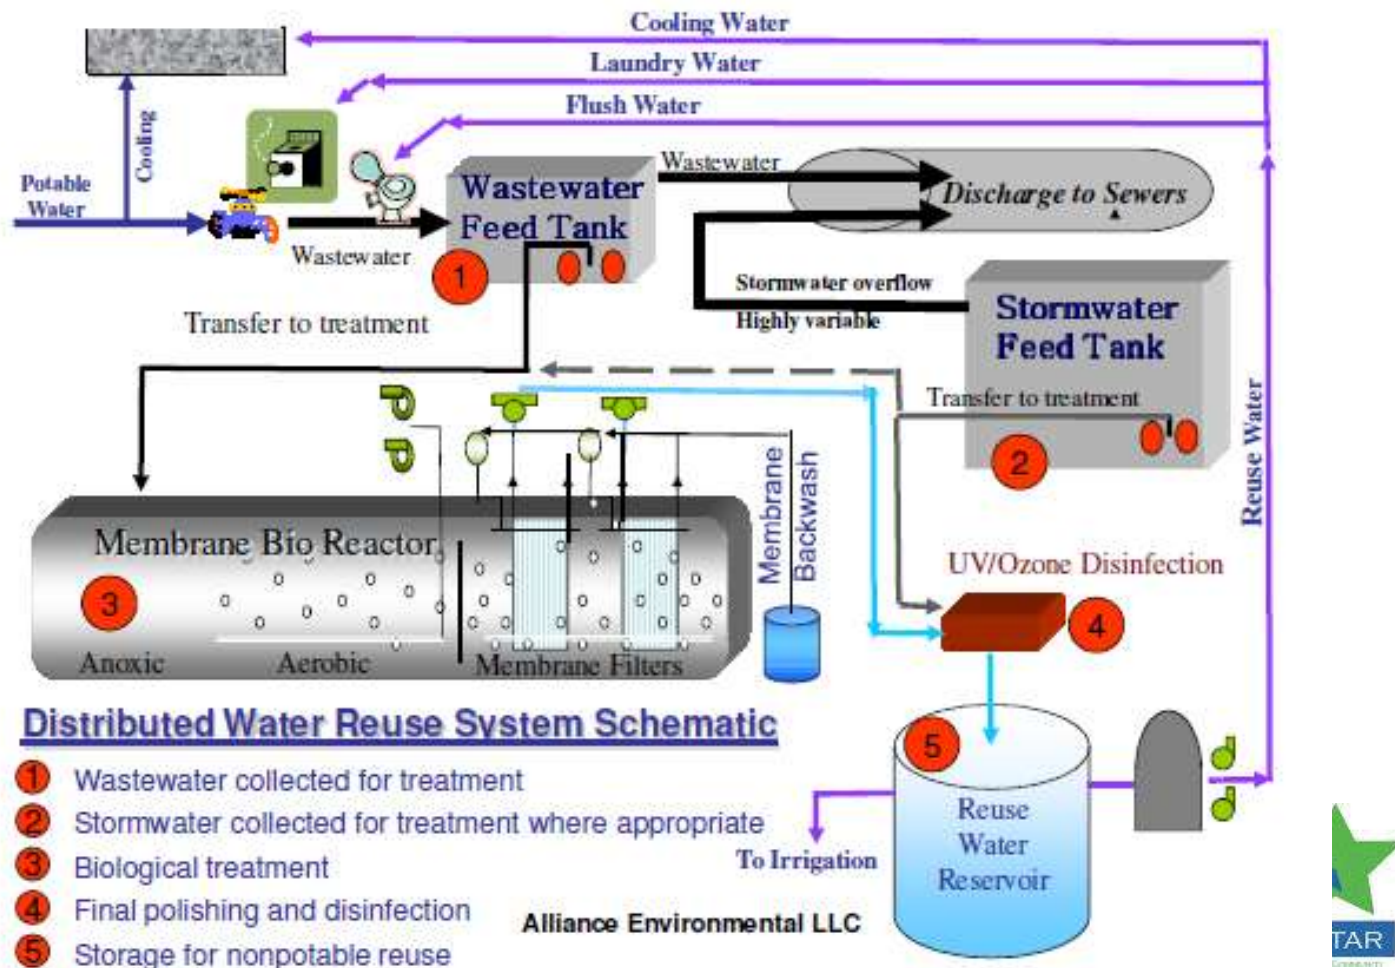 Cooling Water
Laundry Water
Flush Water
Cooling
Potable
Water
Wastewater
Feed Tank
Wastewater
Discharge to Sewers
Wastewater
1
Stormwater overflow
Highly variable
Stormwater
Feed Tank
Transfer to treatment
Transfer to treatment
2
Reuse Water
Membrane
Backwash
Membrane Bio Reactor
3
Anoxic
Aerobic
Membrane Filters
UV/Ozone Disinfection
4
5
Reuse
Water
Reservoir
To Irrigation
Distributed Water Reuse System Schematic
1 Wastewater collected for treatment
2 Stormwater collected for treatment where appropriate
3 Biological treatment
4 Final polishing and disinfection
5 Storage for nonpotable reuse
Alliance Environmental LLC
TAR